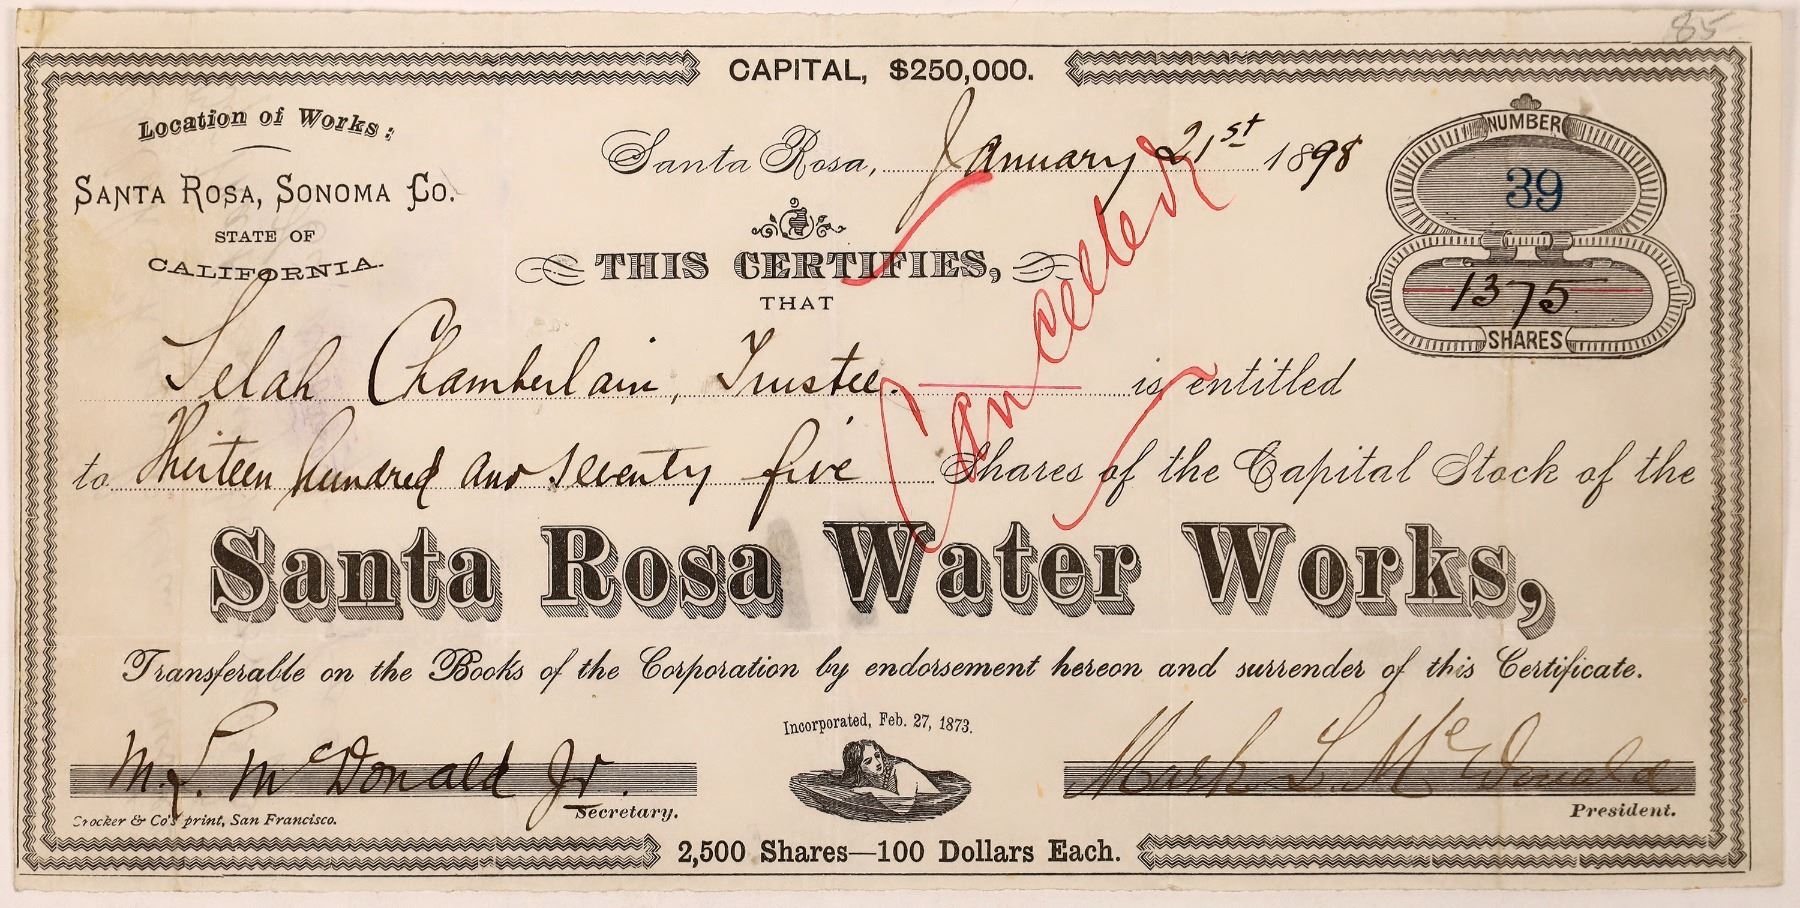 85
CAPITAL, $250,000.
Location of Works:
SANTA ROSA, SONOMA CO.
STATE OF
CALIFORNIA.
Santa Rosa, January 21st 1898
NUMBER
39
1375
SHARES
THIS CERTIFIES,
THAT
Cancelled
Selah Chamberlain, Trustee. is entitled
to Thirteen hundred and seventy five Shares of the Capital Stock of the
Santa Rosa Water Works,
Transferable on the Books of the Corporation by endorsement hereon and surrender of this Certificate.
Incorporated, Feb. 27, 1873.
M. L. McDonald Jr.
Secretary.
Mark L. McDonald
President.
Crocker & Co's print, San Francisco.
2,500 Shares—100 Dollars Each.